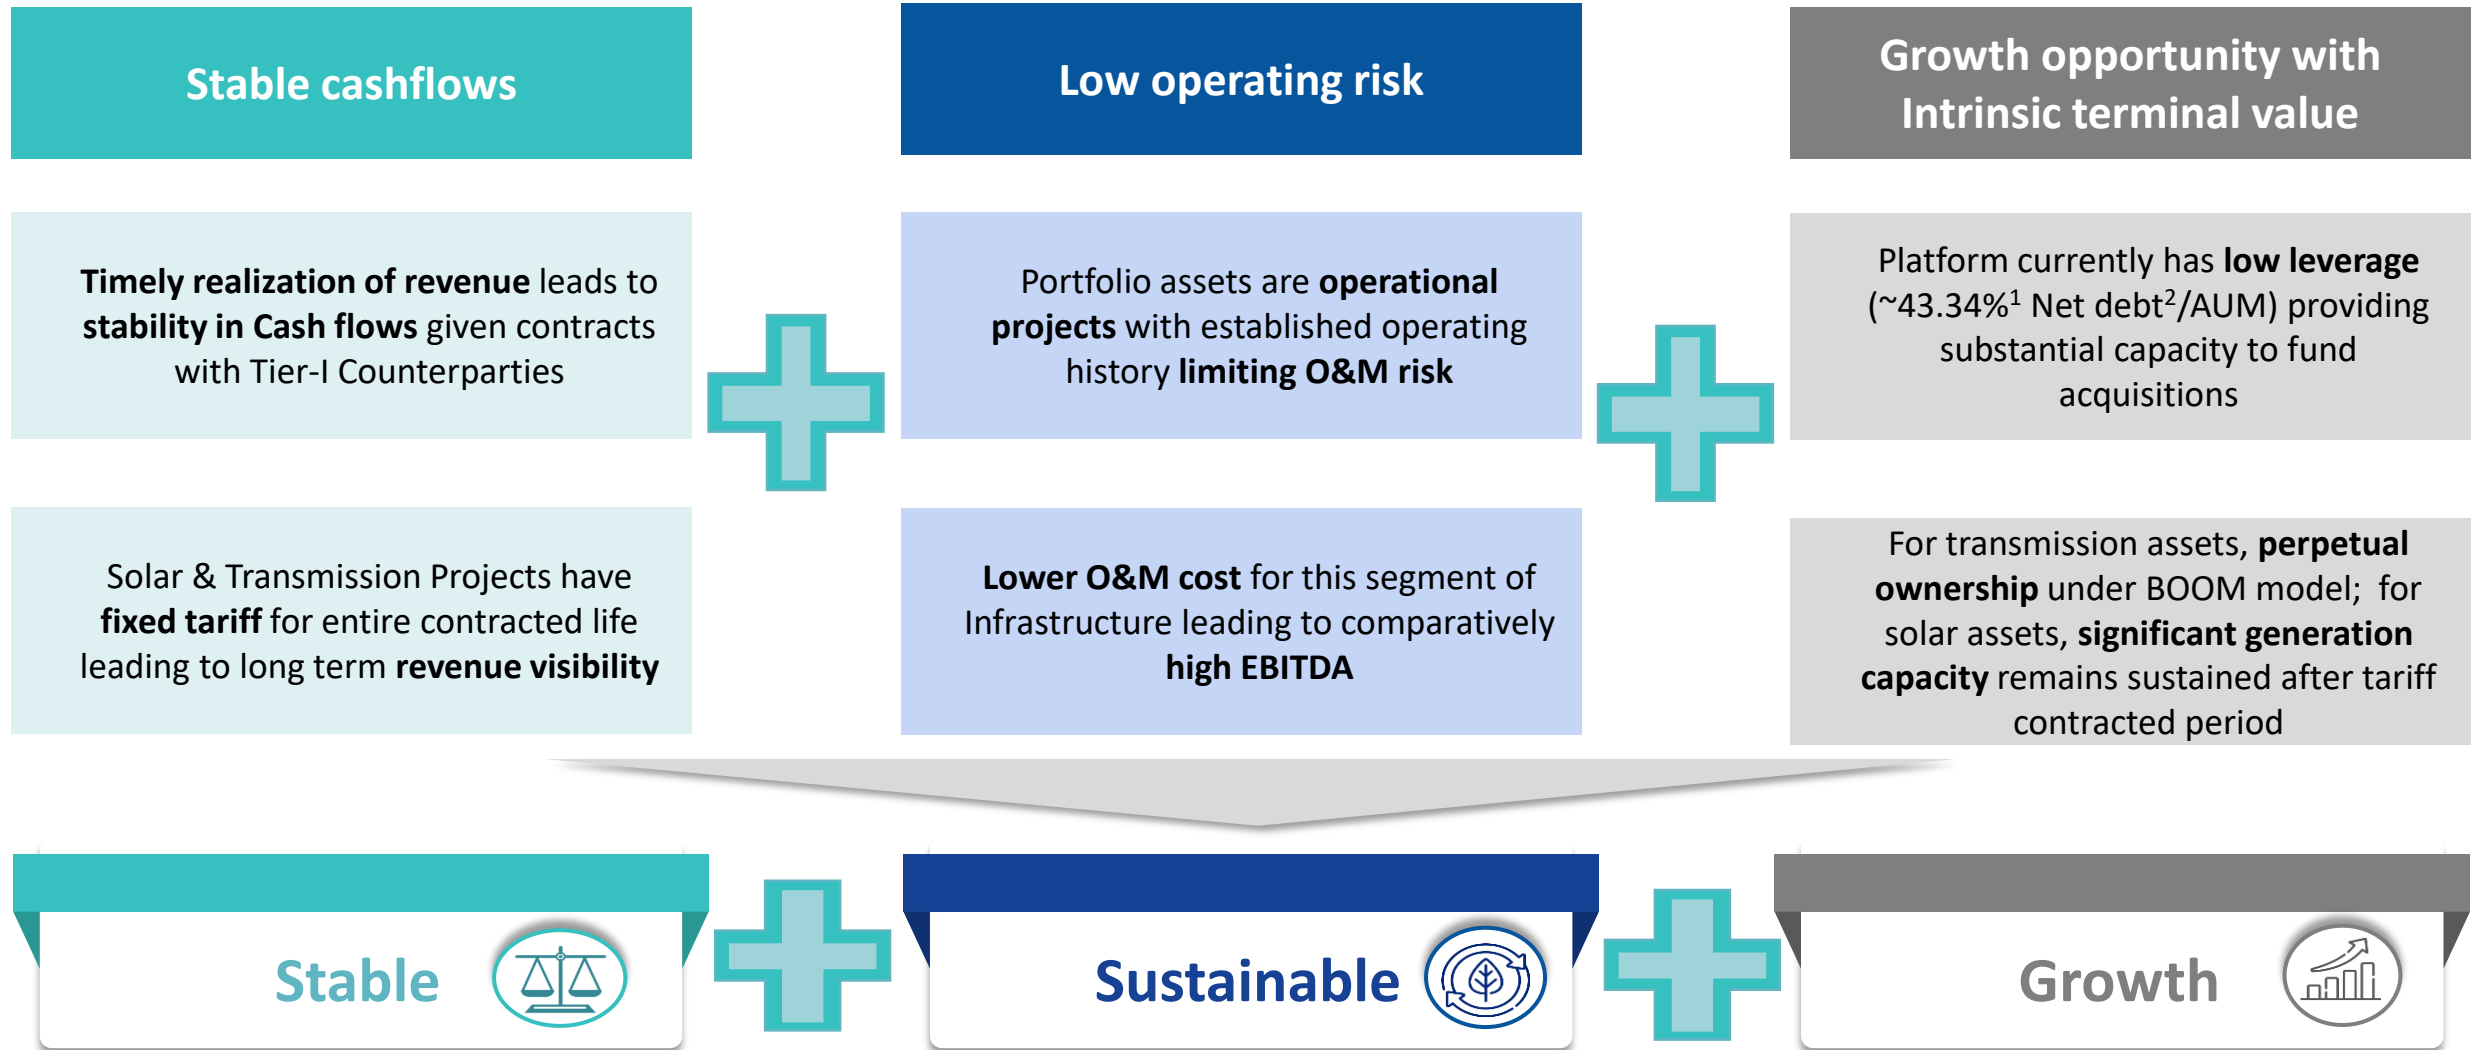 Stable cashflows
Timely realization of revenue leads to
stability in Cash flows given contracts
with Tier-I Counterparties
Solar & Transmission Projects have
fixed tariff for entire contracted life
leading to long term revenue visibility
Low operating risk
Portfolio assets are operational
projects with established operating
history limiting O&M risk
Lower O&M cost for this segment of
Infrastructure leading to comparatively
high EBITDA
Growth opportunity with
Intrinsic terminal value
Platform currently has low leverage
(~43.34%¹ Net debt²/AUM) providing
substantial capacity to fund
acquisitions
For transmission assets, perpetual
ownership under BOOM model;  for
solar assets, significant generation
capacity remains sustained after tariff
contracted period
Stable
Sustainable
Growth